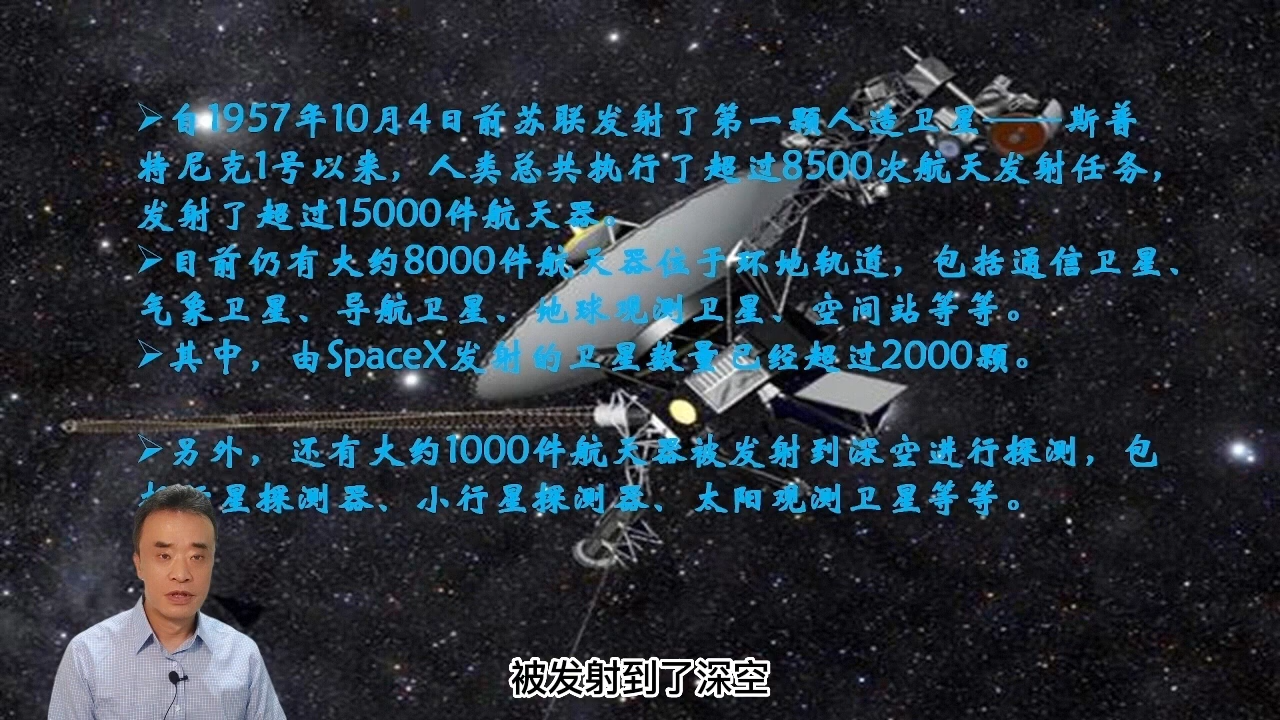 ➢自1957年10月4日前苏联发射了第一颗人造卫星——斯普
特尼克1号以来，人类总共执行了超过8500次航天发射任务，
发射了超过15000件航天器。
➢目前仍有大约8000件航天器位于环地轨道，包括通信卫星、
气象卫星、导航卫星、地球观测卫星、空间站等等。
➢其中，由SpaceX发射的卫星数量已经超过2000颗。
➢另外，还有大约1000件航天器被发射到深空进行探测，包
星探测器、小行星探测器、太阳观测卫星等等。
被发射到了深空